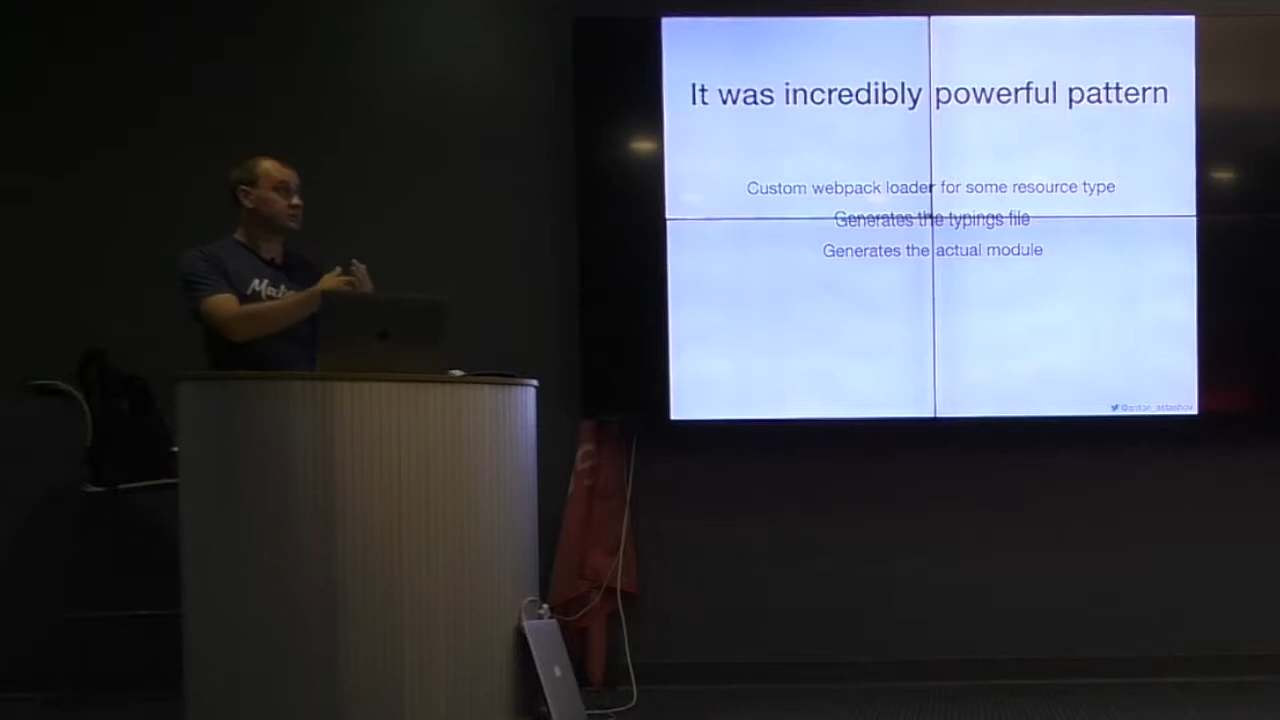 It was incredibly powerful pattern
Custom webpack loader for some resource type
Generates the typings file
Generates the actual module
@anton_astashov